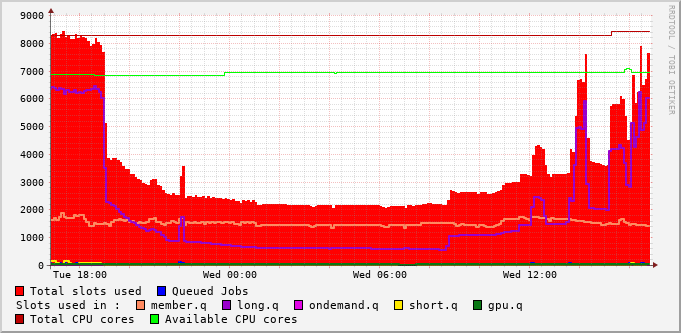 9000
8000
7000
6000
5000
4000
3000
2000
1000
0
Tue 18:00 Wed 00:00 Wed 06:00 Wed 12:00
RRDTOOL / TOBI OETIKER
Total slots used Queued Jobs
Slots used in : member.q long.q ondemand.q short.q gpu.q
Total CPU cores Available CPU cores